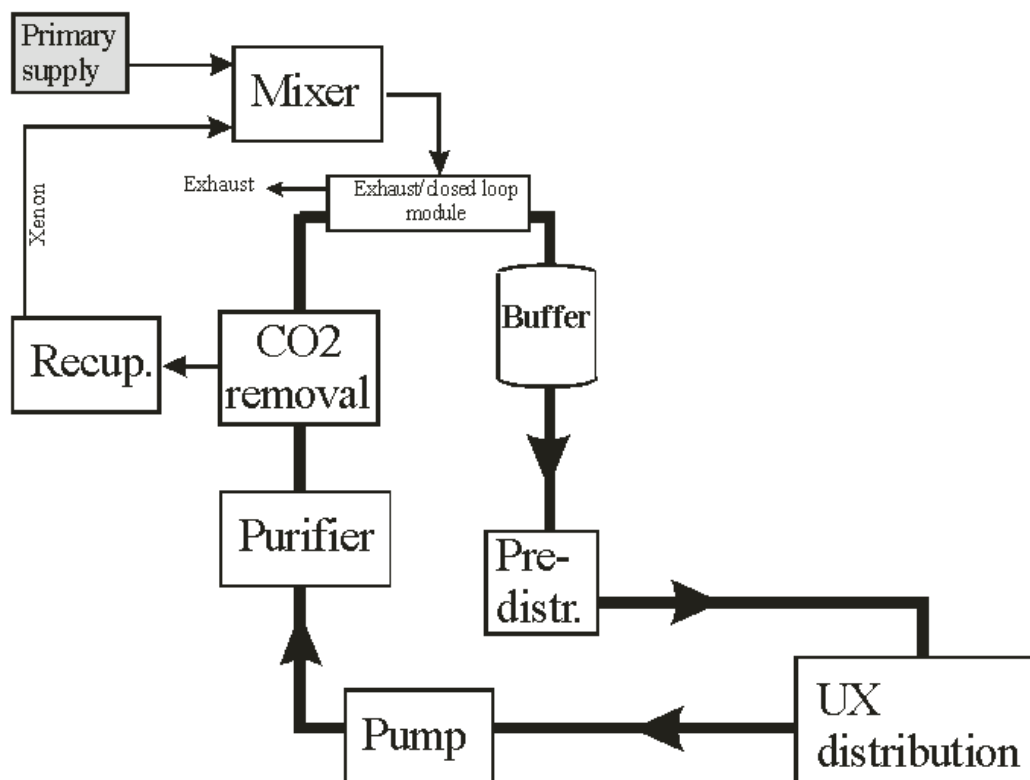 Primary
supply
Mixer
Exhaust
Exhaust/closed loop
module
Xenon
Buffer
CO2
removal
Recup.
Purifier
Pre-
distr.
Pump
UX
distribution